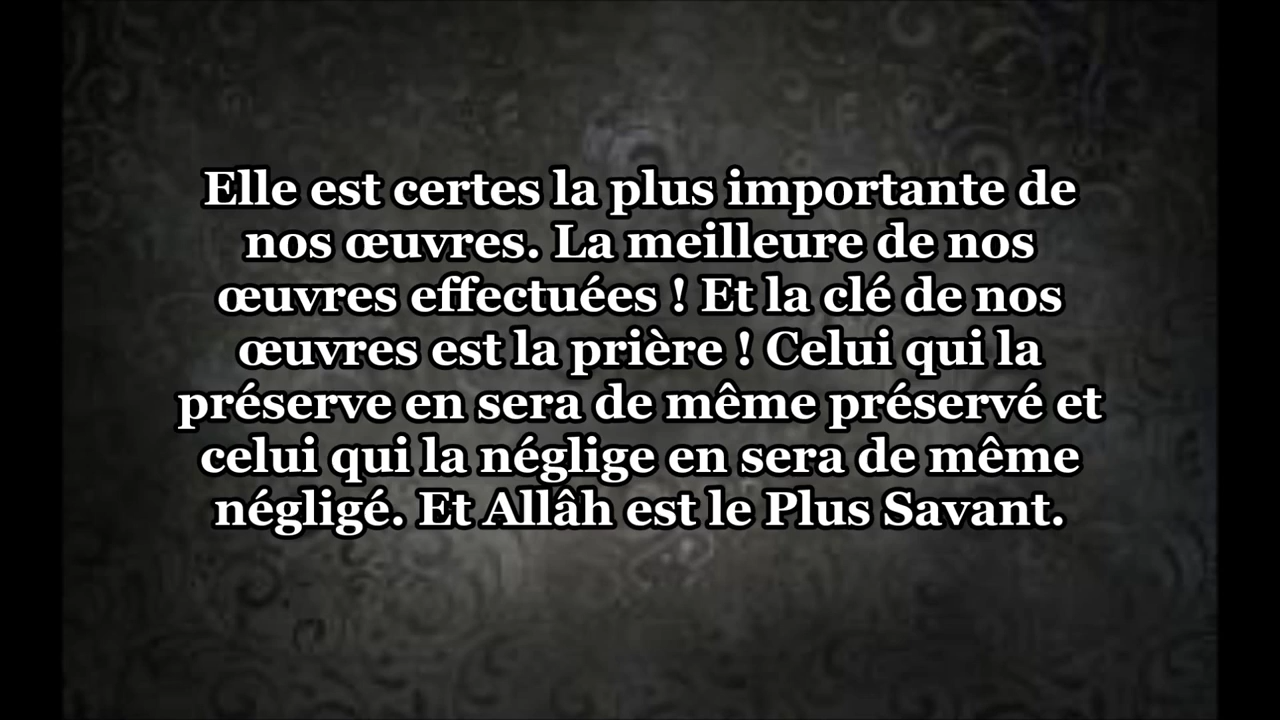 Elle est certes la plus importante de
nos œuvres. La meilleure de nos
œuvres effectuées ! Et la clé de nos
œuvres est la prière ! Celui qui la
préserve en sera de même préservé et
celui qui la néglige en sera de même
négligé. Et Allâh est le Plus Savant.